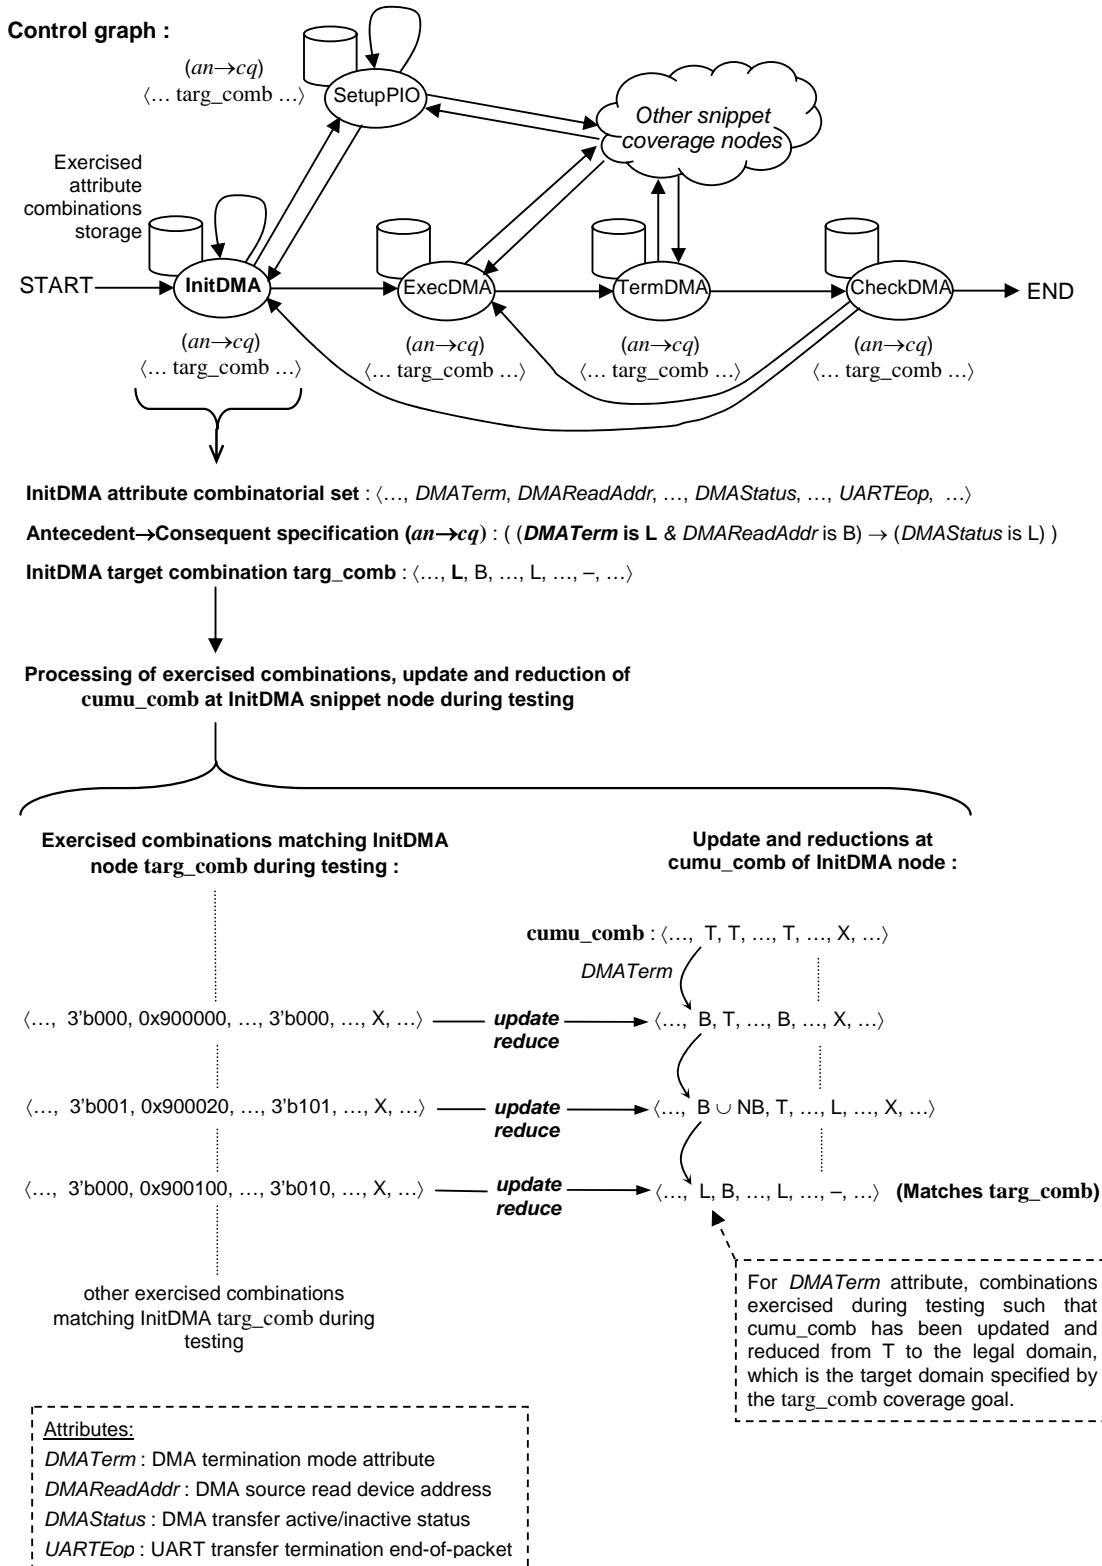 Control graph :
(an→cq)
⟨… targ_comb …⟩
SetupPIO
Other snippet
coverage nodes
Exercised
attribute
combinations
storage
START
InitDMA
ExecDMA
TermDMA
CheckDMA
END
(an→cq)
⟨… targ_comb …⟩
(an→cq)
⟨… targ_comb …⟩
(an→cq)
⟨… targ_comb …⟩
(an→cq)
⟨… targ_comb …⟩
InitDMA attribute combinatorial set : ⟨…, DMATerm, DMAReadAddr, …, DMAStatus, …, UARTEop, …⟩
Antecedent→Consequent specification (an→cq) : ( (DMATerm is L & DMAReadAddr is B) → (DMAStatus is L) )
InitDMA target combination targ_comb : ⟨…, L, B, …, L, …, –, …⟩
Processing of exercised combinations, update and reduction of
cumu_comb at InitDMA snippet node during testing
Exercised combinations matching InitDMA
node targ_comb during testing :
Update and reductions at
cumu_comb of InitDMA node :
cumu_comb : ⟨…, T, T, …, T, …, X, …⟩
DMATerm
⟨…, 3’b000, 0x900000, …, 3’b000, …, X, …⟩
update
reduce
⟨…, B, T, …, B, …, X, …⟩
⟨…, 3’b001, 0x900020, …, 3’b101, …, X, …⟩
update
reduce
⟨…, B ∪ NB, T, …, L, …, X, …⟩
⟨…, 3’b000, 0x900100, …, 3’b010, …, X, …⟩
update
reduce
⟨…, L, B, …, L, …, –, …⟩ (Matches targ_comb)
other exercised combinations
matching InitDMA targ_comb during
testing
For DMATerm attribute, combinations
exercised during testing such that
cumu_comb has been updated and
reduced from T to the legal domain,
which is the target domain specified by
the targ_comb coverage goal.
Attributes:
DMATerm : DMA termination mode attribute
DMAReadAddr : DMA source read device address
DMAStatus : DMA transfer active/inactive status
UARTEop : UART transfer termination end-of-packet